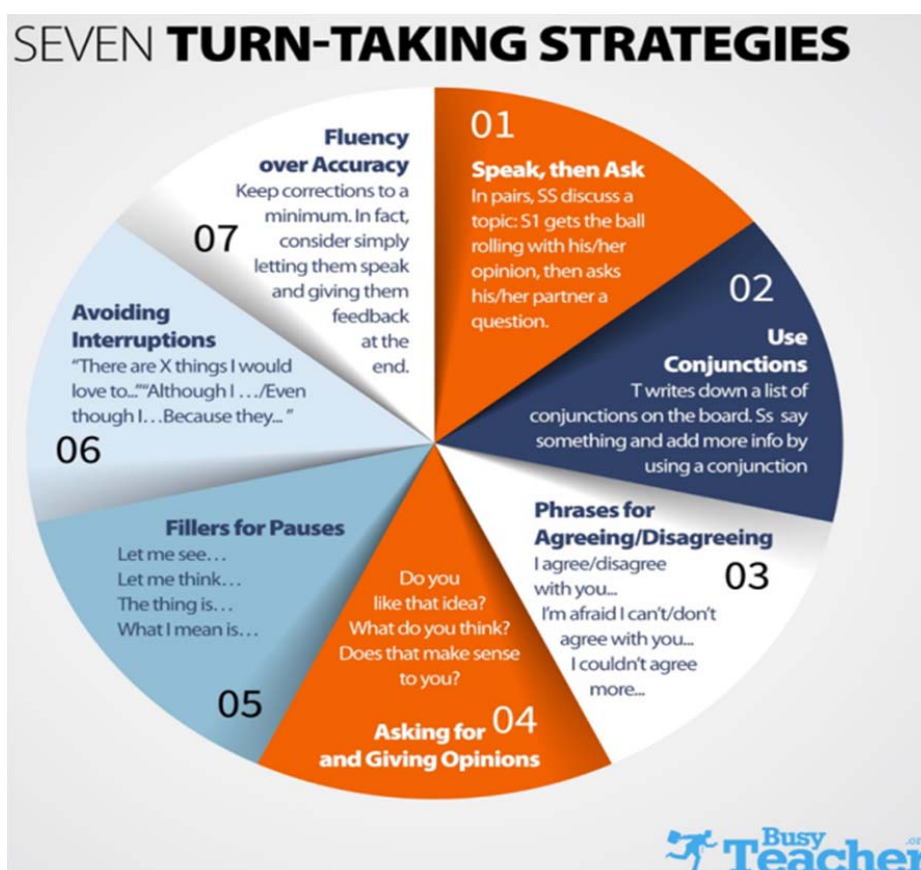 SEVEN TURN-TAKING STRATEGIES
01
Speak, then Ask
In pairs, SS discuss a
topic: S1 gets the ball
rolling with his/her
opinion, then asks
his/her partner a
question.
02
Use
Conjunctions
T writes down a list of
conjunctions on the board. Ss say
something and add more info by
using a conjunction
Phrases for
Agreeing/Disagreeing
03
I agree/disagree
with you...
I'm afraid I can't/don't
agree with you...
I couldn't agree
more...
Do you
like that idea?
What do you think?
Does that make sense
to you?
04
Asking for
and Giving Opinions
Fillers for Pauses
Let me see...
Let me think...
The thing is...
What I mean is...
05
Avoiding
Interruptions
"There are X things I would
love to...""Although I .../Even
though I...Because they... "
06
Fluency
over Accuracy
Keep corrections to a
minimum. In fact,
consider simply
letting them speak
and giving them
feedback
at the
end.
07
Busy
Teacher